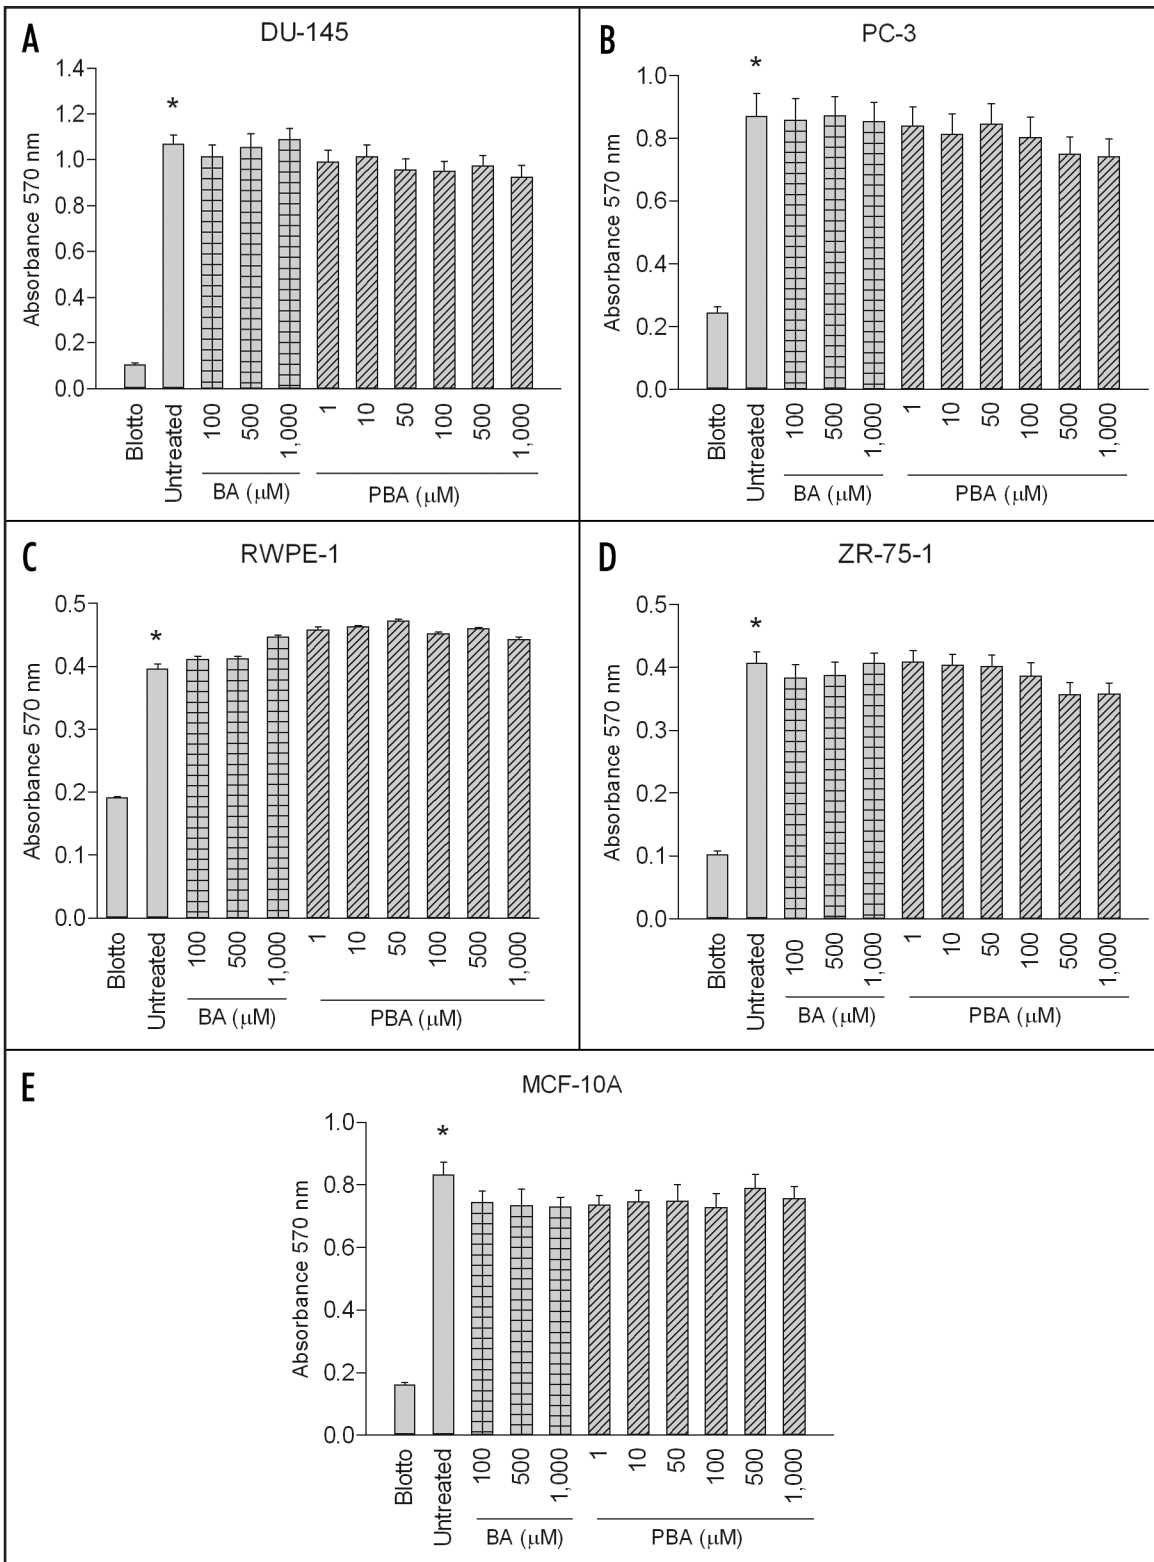 A
DU-145
*
1.4
1.2
1.0
0.8
0.6
0.4
0.2
0.0
Absorbance 570 nm
Blotto
Untreated
100
500
1,000
1
10
50
100
500
1,000
BA (μM)
PBA (μM)
B
PC-3
*
1.0
0.8
0.6
0.4
0.2
0.0
Absorbance 570 nm
Blotto
Untreated
100
500
1,000
1
10
50
100
500
1,000
BA (μM)
PBA (μM)
C
RWPE-1
*
0.5
0.4
0.3
0.2
0.1
0.0
Absorbance 570 nm
Blotto
Untreated
100
500
1,000
1
10
50
100
500
1,000
BA (μM)
PBA (μM)
D
ZR-75-1
*
0.5
0.4
0.3
0.2
0.1
0.0
Absorbance 570 nm
Blotto
Untreated
100
500
1,000
1
10
50
100
500
1,000
BA (μM)
PBA (μM)
E
MCF-10A
*
1.0
0.8
0.6
0.4
0.2
0.0
Absorbance 570 nm
Blotto
Untreated
100
500
1,000
1
10
50
100
500
1,000
BA (μM)
PBA (μM)